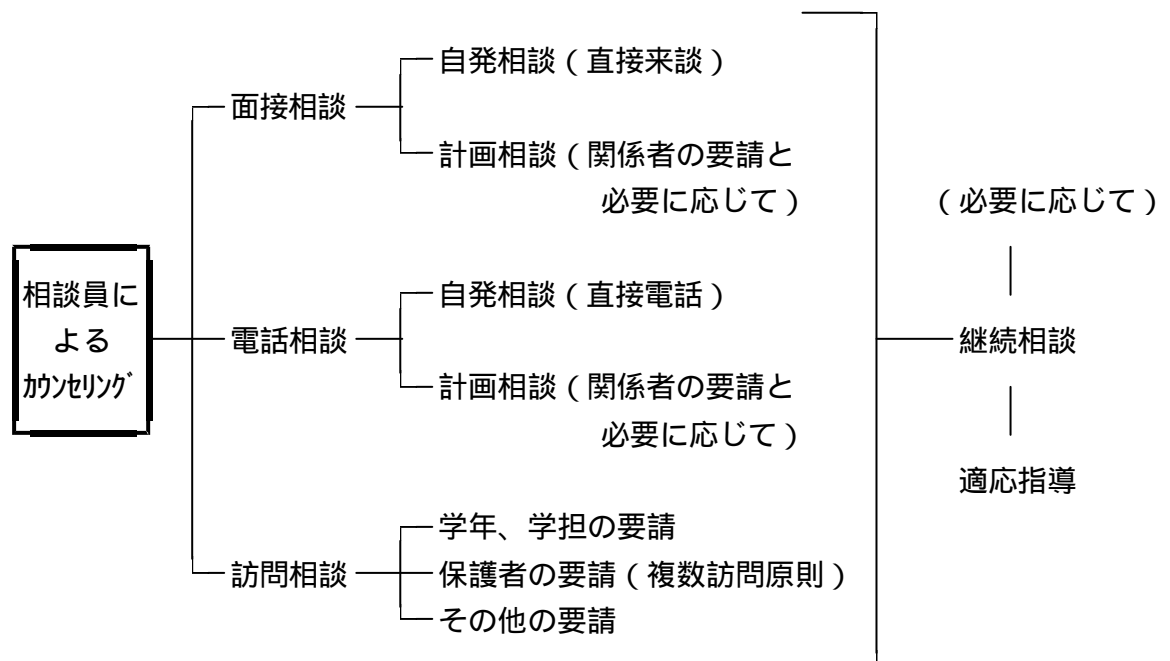 相談員に
よる
ｶｳﾝｾﾘﾝｸﾞ
面接相談
自発相談（直接来談）
計画相談（関係者の要請と
必要に応じて）
電話相談
自発相談（直接電話）
計画相談（関係者の要請と
必要に応じて）
訪問相談
学年、学担の要請
保護者の要請（複数訪問原則）
その他の要請
（必要に応じて）
継続相談
適応指導